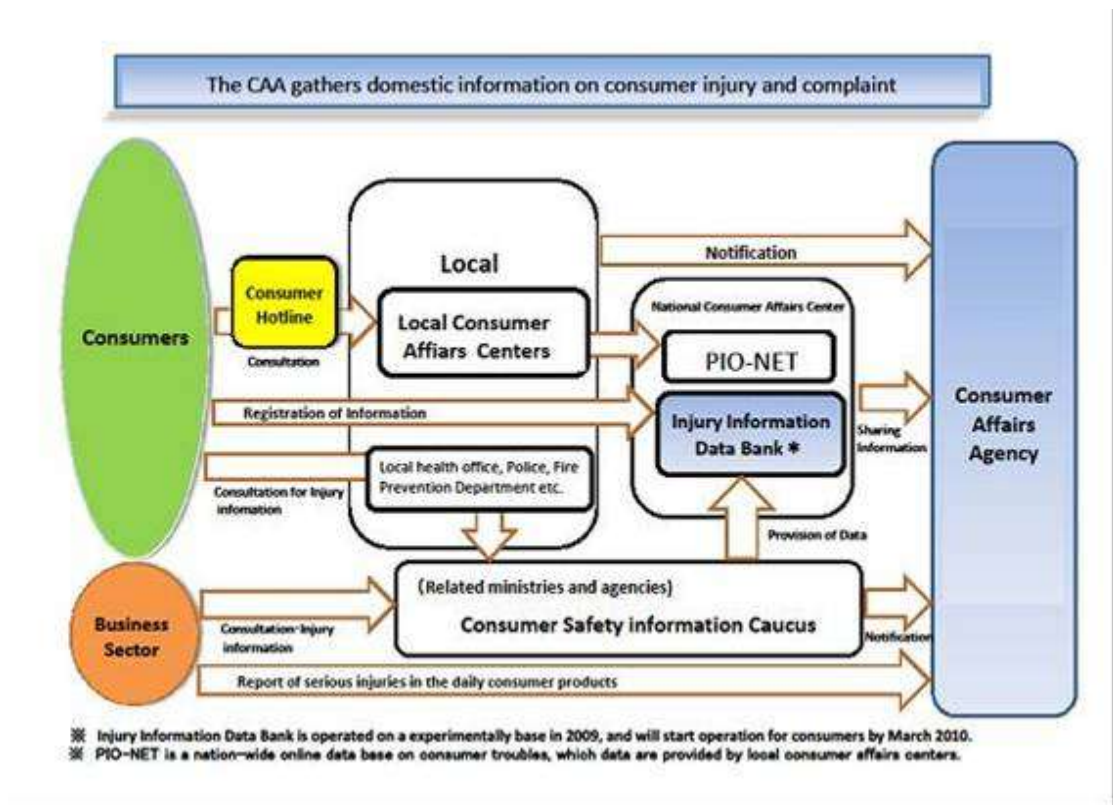 The CAA gathers domestic information on consumer injury and complaint
Consumers
Consumer
Hotline
Consultation
Local
Local Consumer
Affiars Centers
Notification
National Consumer Affairs Center
PIO-NET
Registration of Information
Injury Information
Data Bank *
Sharing
Information
Consumer
Affairs
Agency
Local health office, Police, Fire
Prevention Department etc.
Consultation for Injury
infomation
Provision of Data
Business
Sector
Consultation-Injury
information
(Related ministries and agencies)
Consumer Safety information Caucus
Notification
Report of serious injuries in the daily consumer products
※ Injury Information Data Bank is operated on a experimentally base in 2009, and will start operation for consumers by March 2010.
※ PIO-NET is a nation-wide online data base on consumer troubles, which data are provided by local consumer affairs centers.